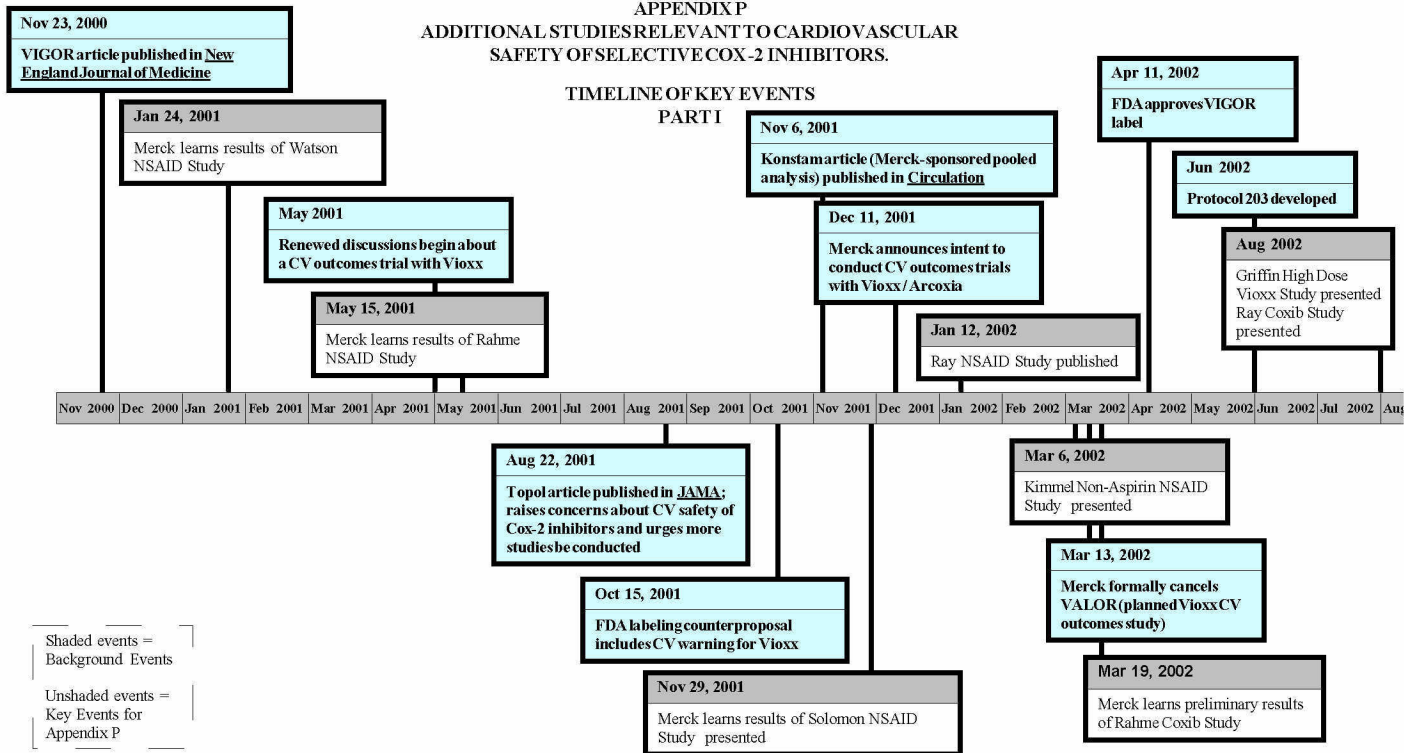 APPENDIX P
ADDITIONAL STUDIES RELEVANT TO CARDIOVASCULAR
SAFETY OF SELECTIVE COX-2 INHIBITORS.
TIMELINE OF KEY EVENTS
PART I
Nov 23, 2000
VIGOR article published in New
England Journal of Medicine
Jan 24, 2001
Merck learns results of Watson
NSAID Study
May 2001
Renewed discussions begin about
a CV outcomes trial with Vioxx
May 15, 2001
Merck learns results of Rahme
NSAID Study
Nov 6, 2001
Konstam article (Merck-sponsored pooled
analysis) published in Circulation
Dec 11, 2001
Merck announces intent to
conduct CV outcomes trials
with Vioxx / Arcoxia
Jan 12, 2002
Ray NSAID Study published
Apr 11, 2002
FDA approves VIGOR
label
Jun 2002
Protocol 203 developed
Aug 2002
Griffin High Dose
Vioxx Study presented
Ray Coxib Study
presented
Nov 2000 Dec 2000 Jan 2001 Feb 2001 Mar 2001 Apr 2001 May 2001 Jun 2001 Jul 2001 Aug 2001 Sep 2001 Oct 2001 Nov 2001 Dec 2001 Jan 2002 Feb 2002 Mar 2002 Apr 2002 May 2002 Jun 2002 Jul 2002 Aug
Aug 22, 2001
Topol article published in JAMA;
raises concerns about CV safety of
Cox-2 inhibitors and urges more
studies be conducted
Oct 15, 2001
FDA labeling counterproposal
includes CV warning for Vioxx
Nov 29, 2001
Merck learns results of Solomon NSAID
Study presented
Mar 6, 2002
Kimmel Non-Aspirin NSAID
Study presented
Mar 13, 2002
Merck formally cancels
VALOR (planned Vioxx CV
outcomes study)
Mar 19, 2002
Merck learns preliminary results
of Rahme Coxib Study
Shaded events =
Background Events
Unshaded events =
Key Events for
Appendix P